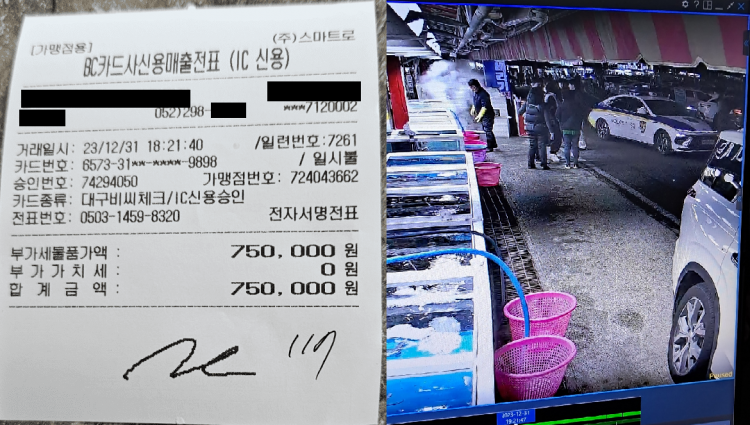 [가맹점용]
(주)스마트로
BC카드사신용매출전표 (IC 신용)
052)298-
***7120002
거래일시: 23/12/31 18:21:40 /일련번호:7261
카드번호: 6573-31**-****-9898 / 일시불
승인번호: 74294050 가맹점번호: 724043662
카드종류: 대구비씨체크/IC신용승인
전표번호: 0503-1459-8320 전자서명전표
부가세물품가액 : 750,000 원
부 가 가 치 세 : 0 원
합 계 금 액 : 750,000 원
Paused